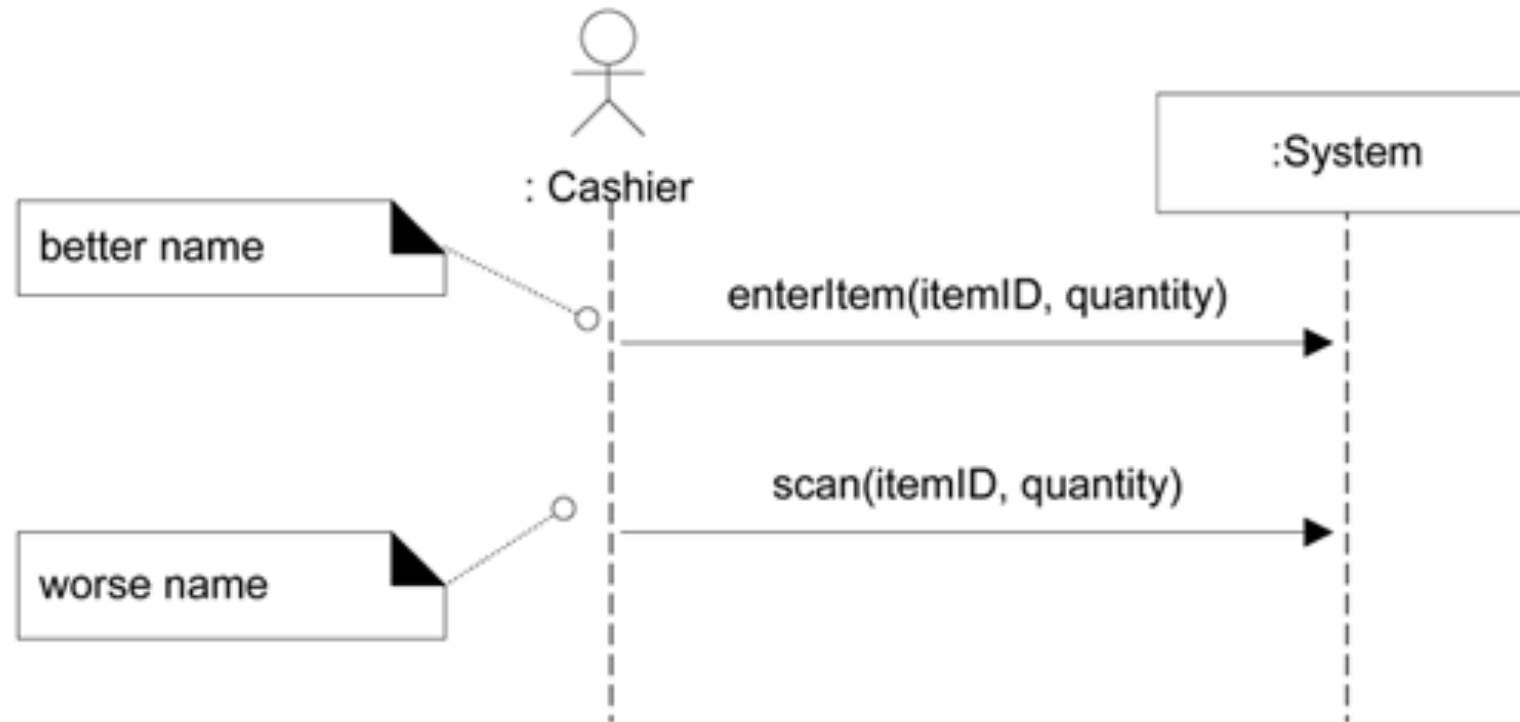 : Cashier
:System
better name
enterItem(itemID, quantity)
scan(itemID, quantity)
worse name